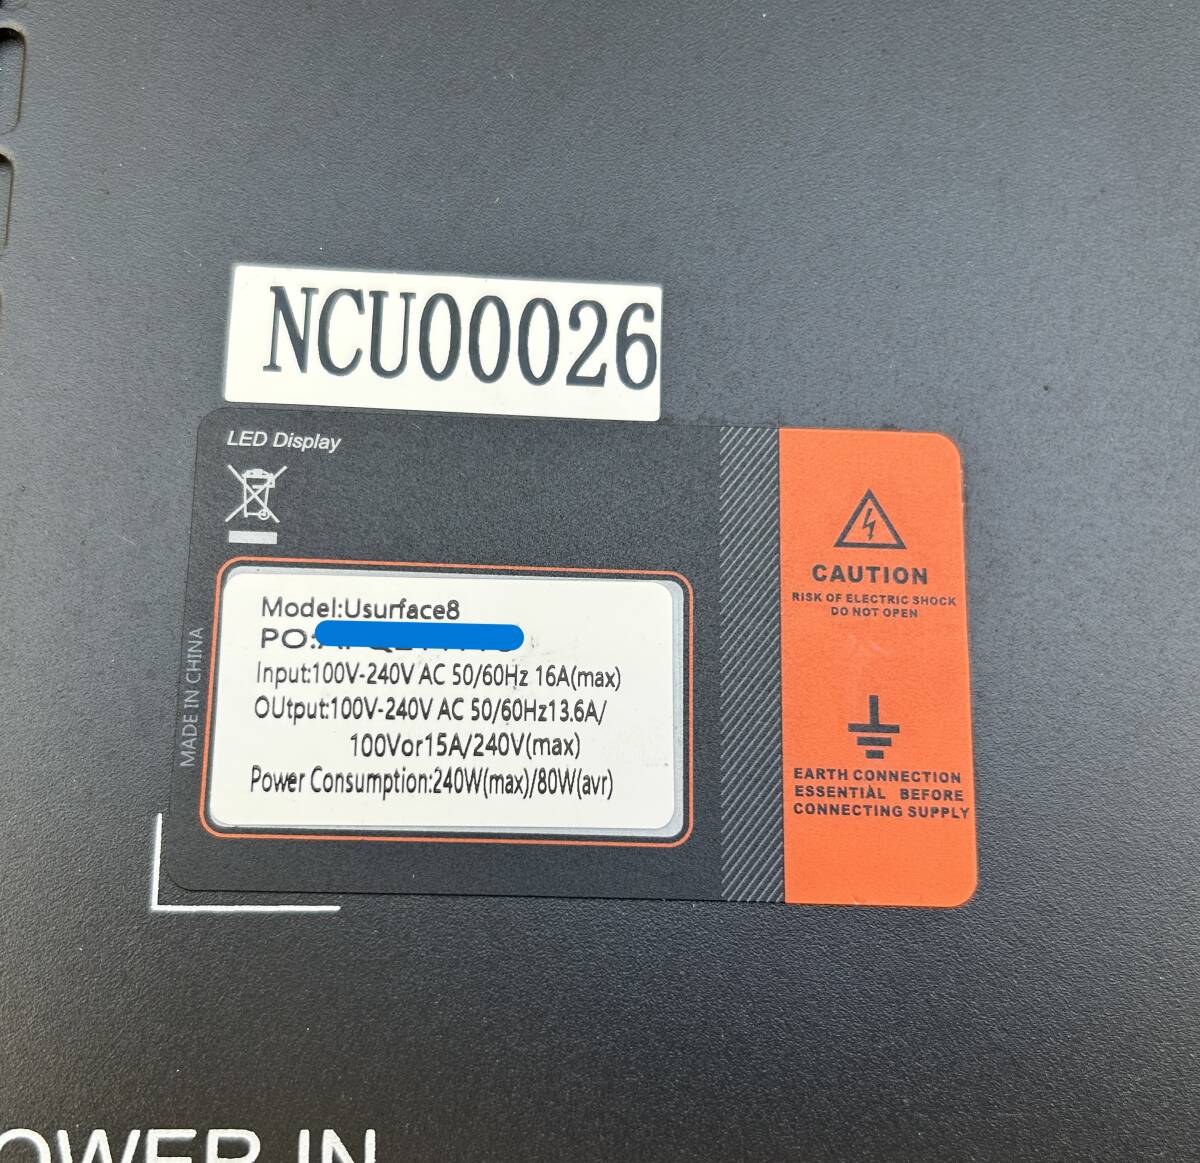 NCU00026
LED Display
MADE IN CHINA
Model:Usurface8
PO:
Input:100V-240V AC 50/60Hz 16A(max)
OUtput:100V-240V AC 50/60Hz13.6A/
100Vor15A/240V(max)
Power Consumption:240W(max)/80W(avr)
CAUTION
RISK OF ELECTRIC SHOCK
DO NOT OPEN
EARTH CONNECTION
ESSENTIAL BEFORE
CONNECTING SUPPLY
OWER IN